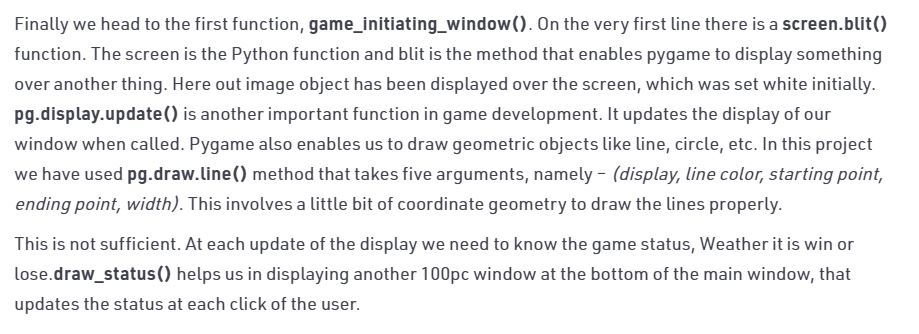 Finally we head to the first function, game_initiating_window(). On the very first line there is a screen.blit()
function. The screen is the Python function and blit is the method that enables pygame to display something
over another thing. Here out image object has been displayed over the screen, which was set white initially.
pg.display.update() is another important function in game development. It updates the display of our
window when called. Pygame also enables us to draw geometric objects like line, circle, etc. In this project
we have used pg.draw.line() method that takes five arguments, namely – (display, line color, starting point,
ending point, width). This involves a little bit of coordinate geometry to draw the lines properly.
This is not sufficient. At each update of the display we need to know the game status, Weather it is win or
lose.draw_status() helps us in displaying another 100pc window at the bottom of the main window, that
updates the status at each click of the user.